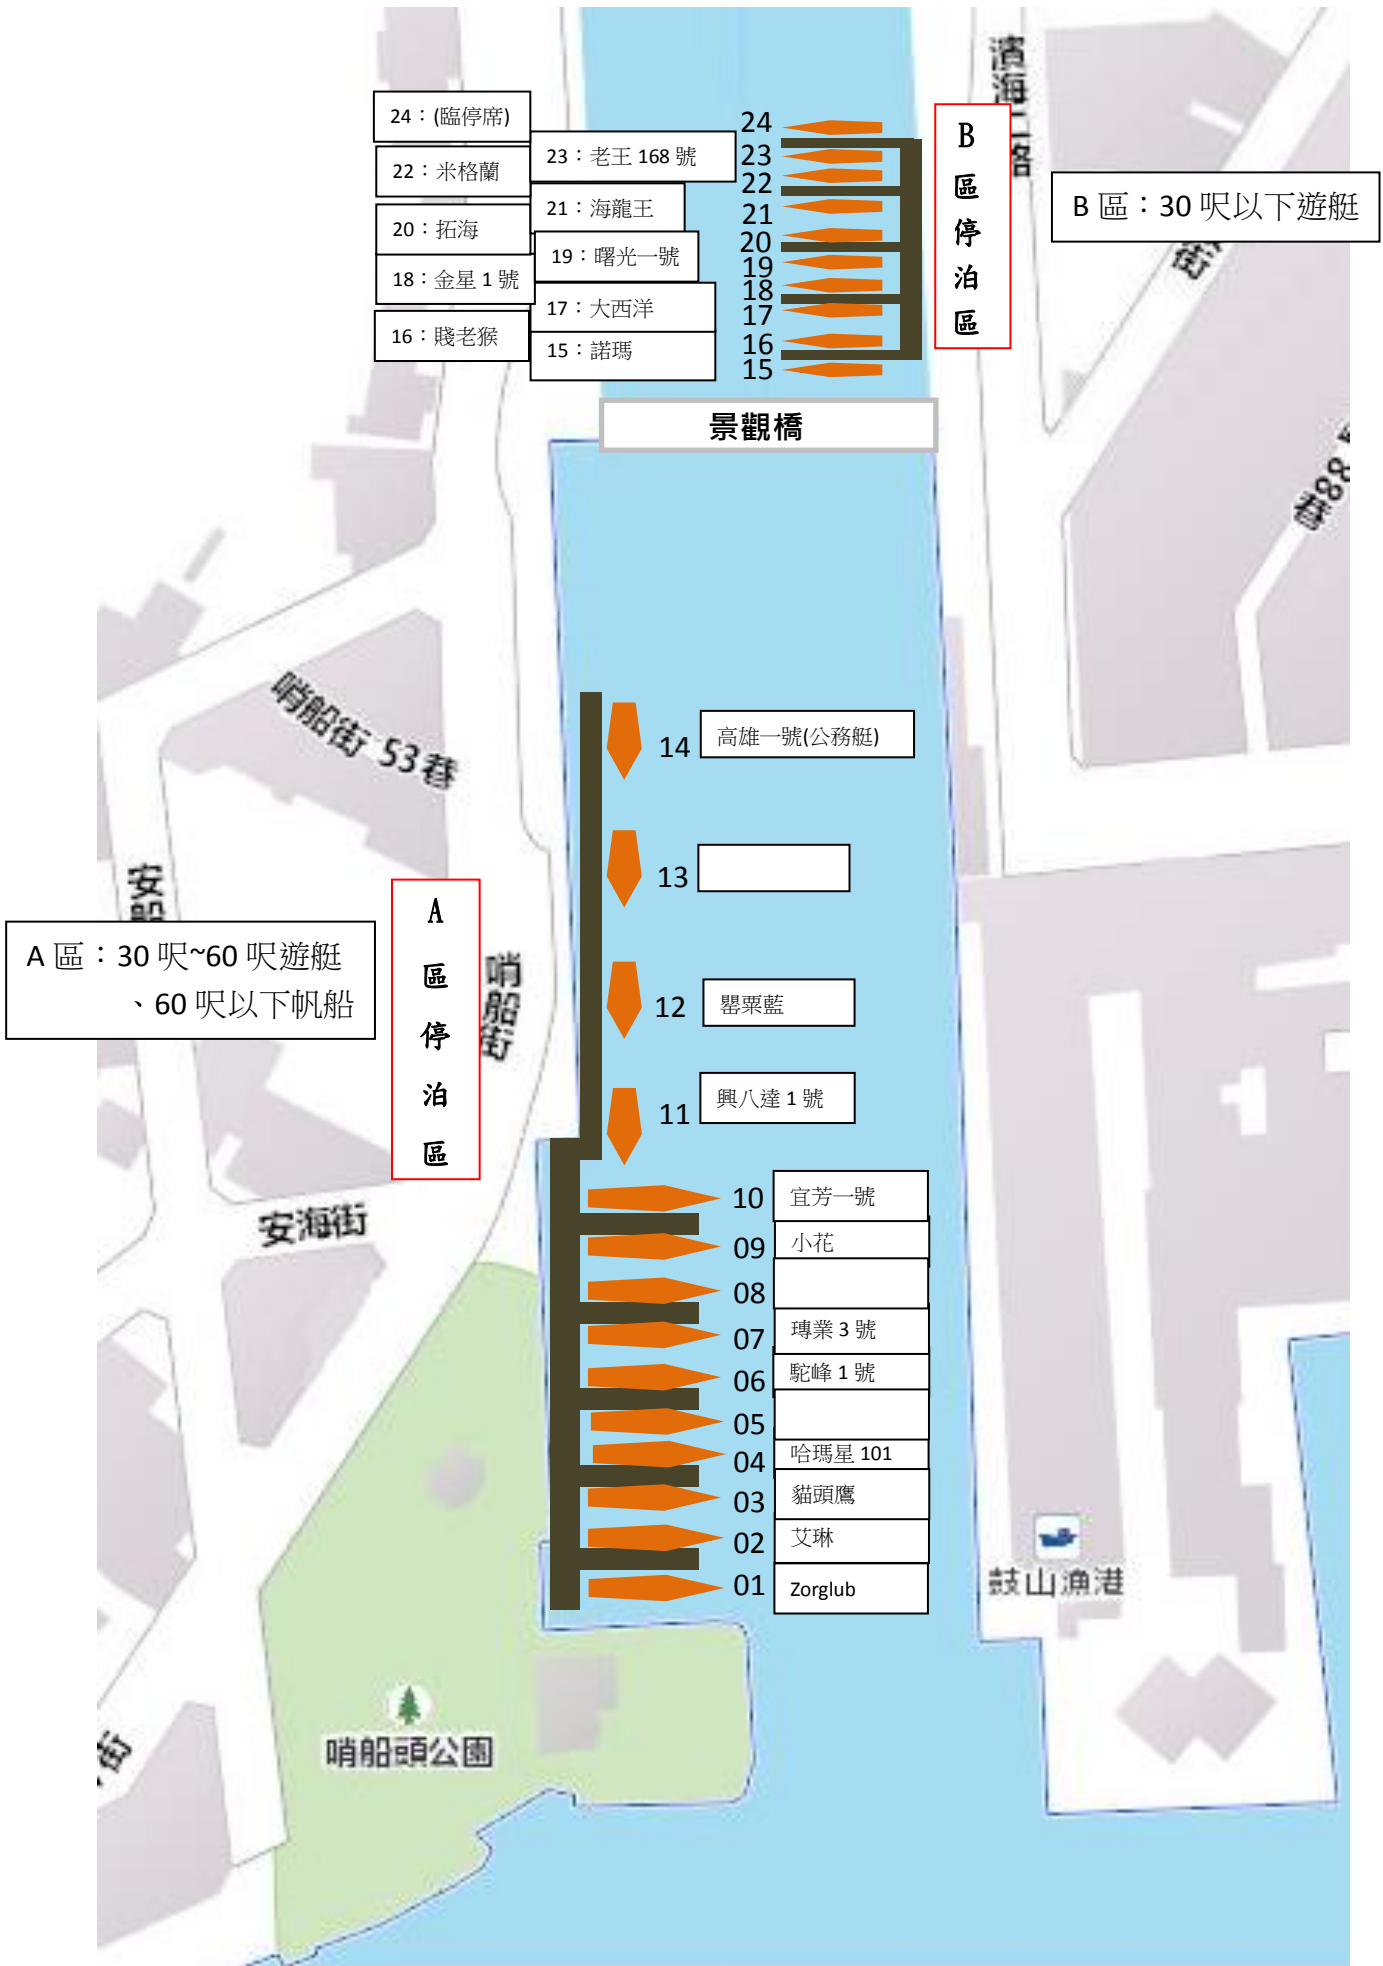 濱海二路
24：(臨停席)
23：老王 168 號
22：米格蘭
21：海龍王
20：拓海
19：曙光一號
18：金星 1 號
17：大西洋
16：賤老猴
15：諾瑪
24
23
22
21
20
19
18
17
16
15
B
區
停
泊
區
B 區：30 呎以下遊艇
街
景觀橋
巷88
哨船街 53 巷
14
高雄一號(公務艇)
13
安船
A
區
停
泊
區
A 區：30 呎~60 呎遊艇
、60 呎以下帆船
哨船街
12
罌粟藍
11
興八達 1 號
10
宜芳一號
安海街
09
小花
08
07
瑼業 3 號
06
駝峰 1 號
05
04
哈瑪星 101
03
貓頭鷹
02
艾琳
01
Zorglub
鼓山漁港
哨船頭公園
街